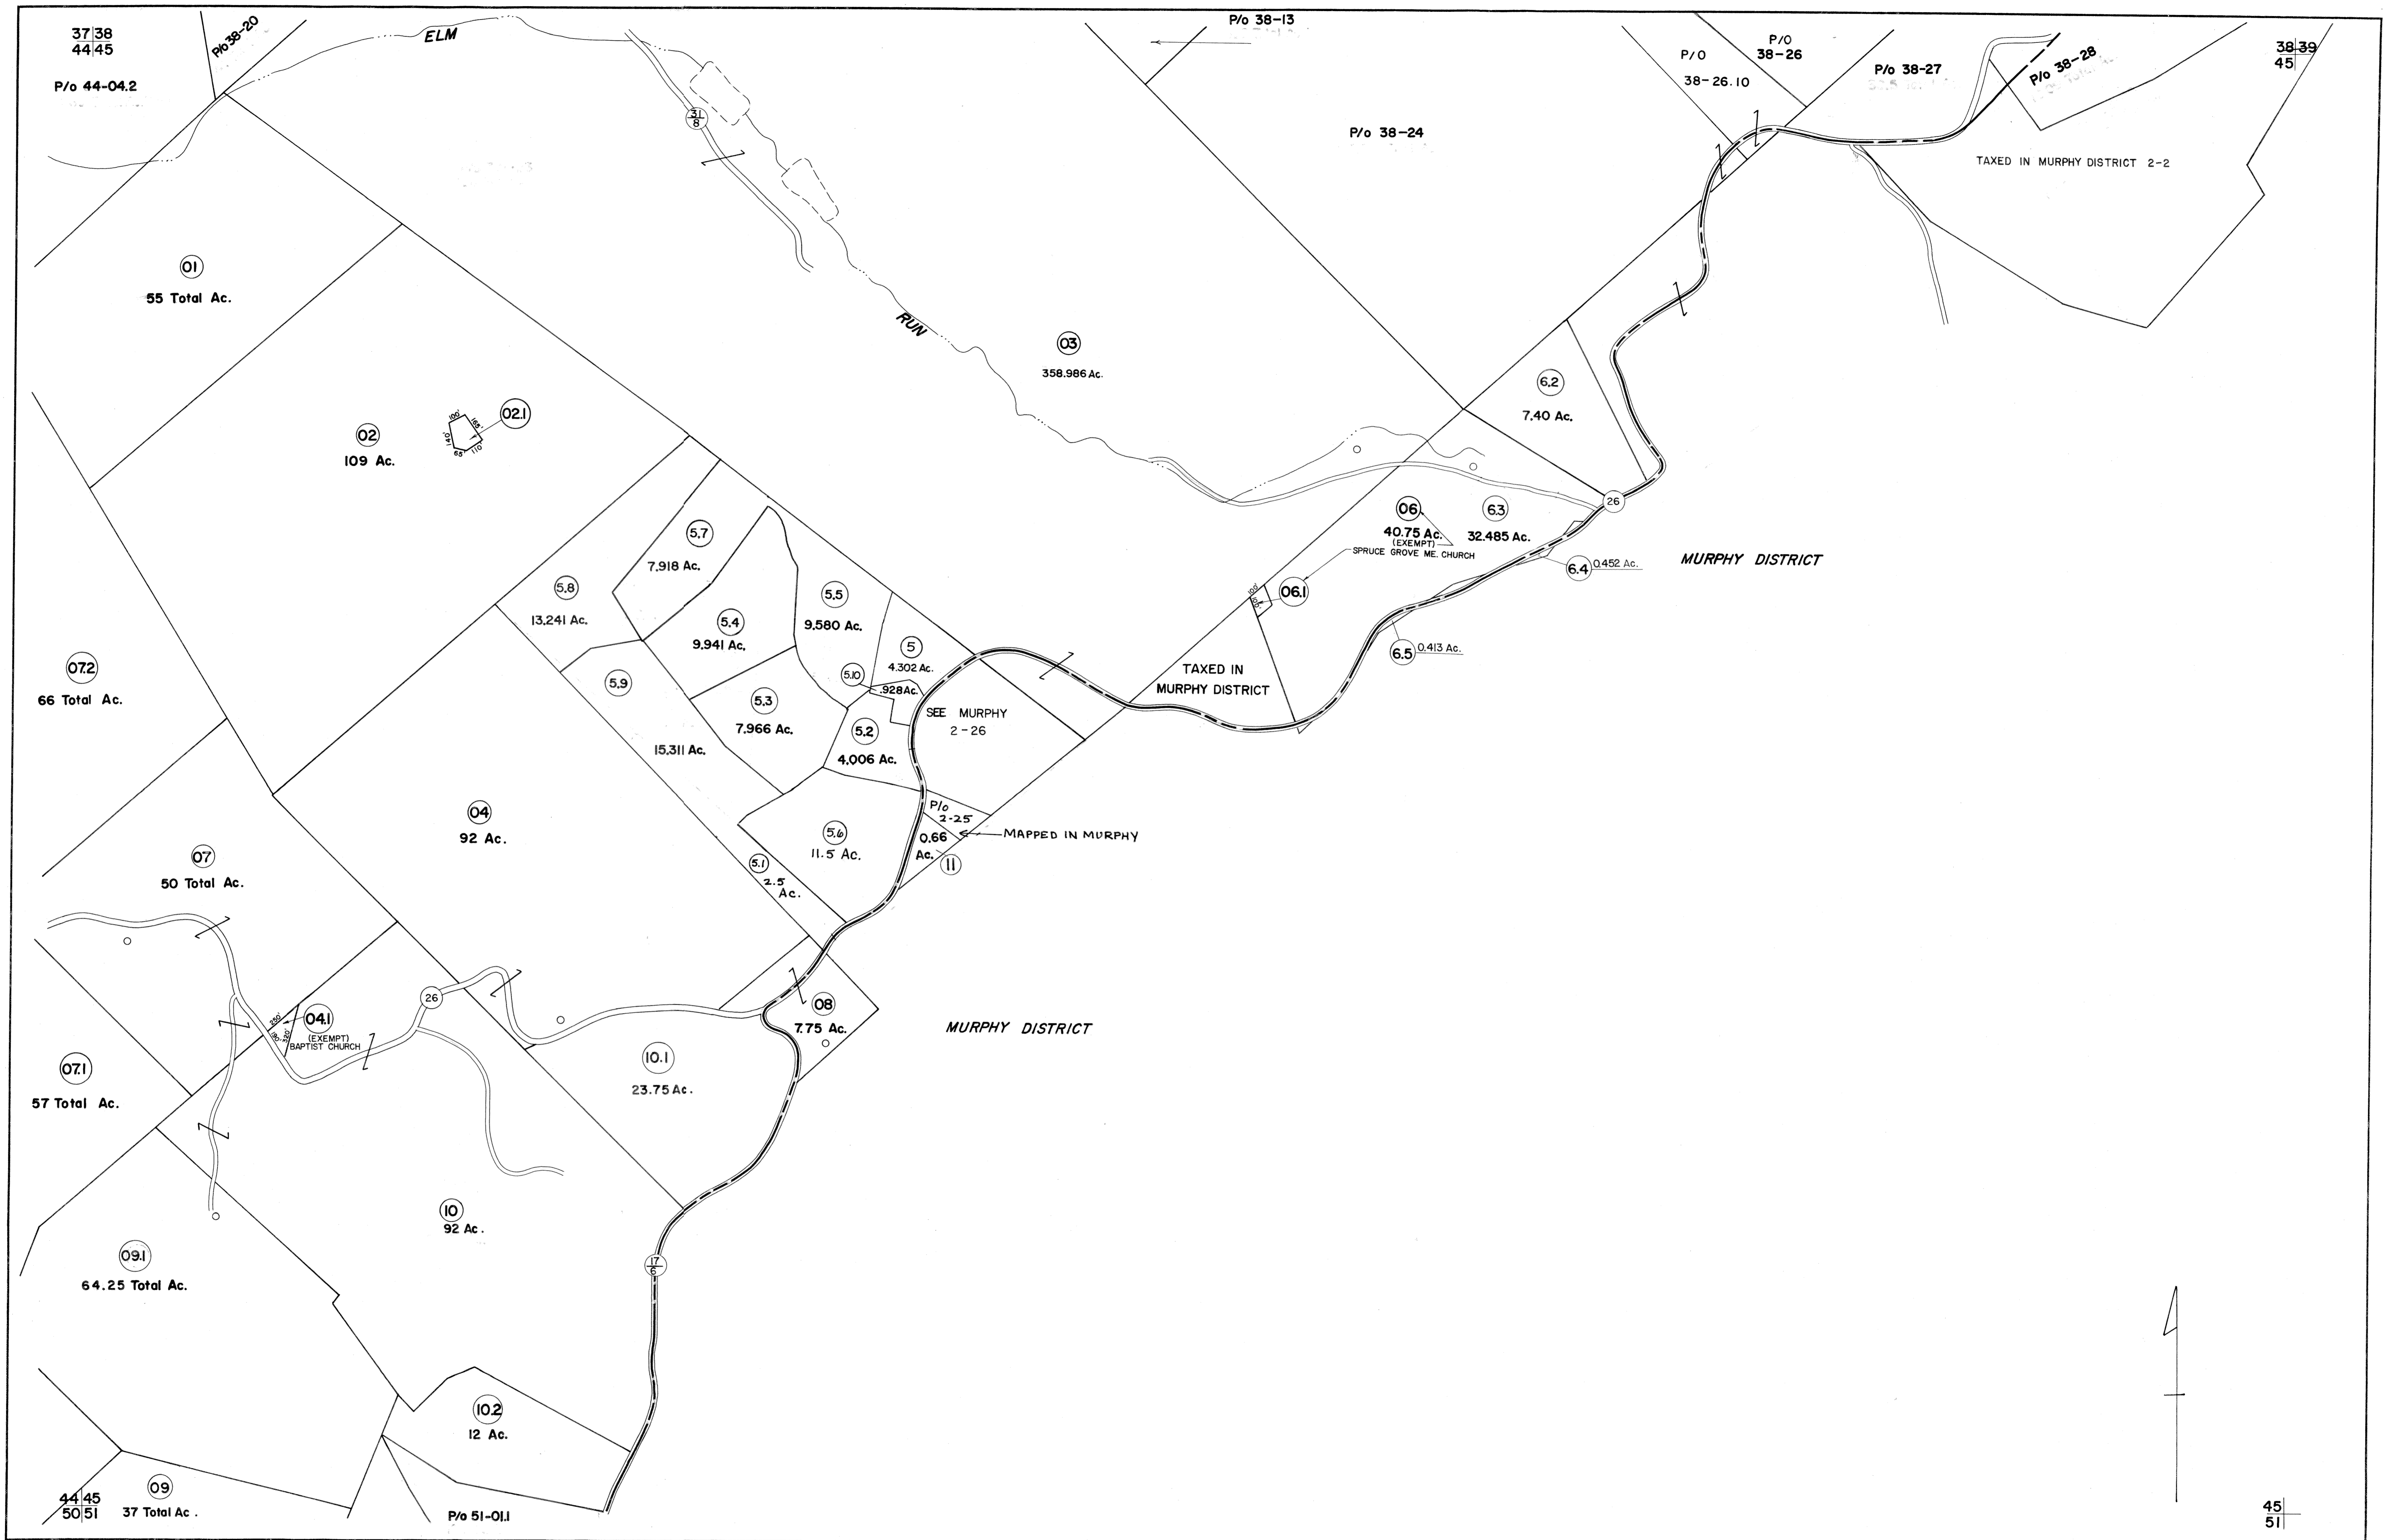 37 38
44 45
P/o 38-20
P/o 44-04.2
ELM
P/o 38-13
P/o
38-26.10
P/o
38-26
P/o 38-27
P/o 38-28
38 39
45
31
8
P/o 38-24
TAXED IN MURPHY DISTRICT 2-2
01
55 Total Ac.
RUN
03
358.986 Ac.
02
109 Ac.
02.1
100'
165'
140'
65'
110'
6.2
7.40 Ac.
26
06
40.75 Ac.
(EXEMPT)
SPRUCE GROVE ME. CHURCH
6.3
32.485 Ac.
6.4
0.452 Ac.
MURPHY DISTRICT
06.1
100'
100'
6.5
0.413 Ac.
TAXED IN
MURPHY DISTRICT
5.7
7.918 Ac.
5.8
13.241 Ac.
5.5
9.580 Ac.
5.4
9.941 Ac.
5
4.302 Ac.
5.10
.928 Ac.
5.9
15.311 Ac.
5.3
7.966 Ac.
5.2
4.006 Ac.
SEE MURPHY
2-26
07.2
66 Total Ac.
04
92 Ac.
5.6
11.5 Ac.
P/o
2-25
0.66
Ac.
MAPPED IN MURPHY
11
5.1
2.5
Ac.
07
50 Total Ac.
26
04.1
(EXEMPT)
BAPTIST CHURCH
250'
190'
320'
08
7.75 Ac.
MURPHY DISTRICT
07.1
57 Total Ac.
10.1
23.75 Ac.
10
92 Ac.
17
6
09.1
64.25 Total Ac.
10.2
12 Ac.
44 45
50 51
09
37 Total Ac.
P/o 51-01.1
45
51